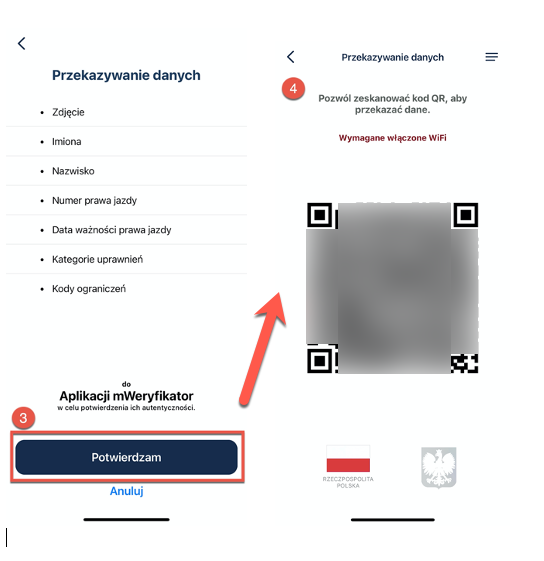 Przekazywanie danych
• Zdjęcie
• Imiona
• Nazwisko
• Numer prawa jazdy
• Data ważności prawa jazdy
• Kategorie uprawnień
• Kody ograniczeń
do
Aplikacji mWeryfikator
w celu potwierdzenia ich autentyczności.
3
Potwierdzam
Anuluj
Przekazywanie danych
4
Pozwól zeskanować kod QR, aby
przekazać dane.
Wymagane włączone WiFi
RZECZPOSPOLITA
POLSKA